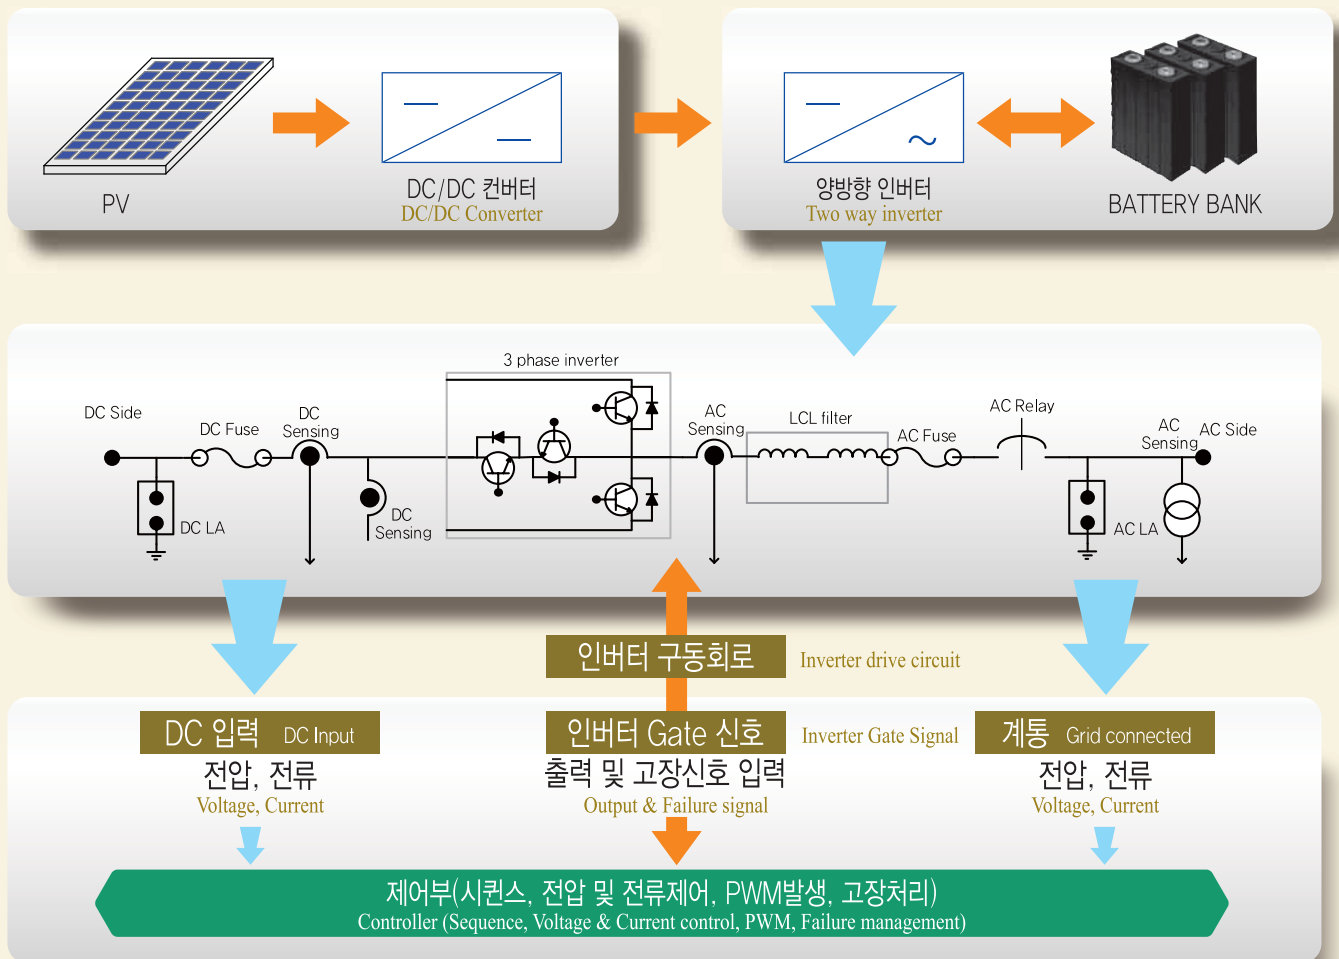 PV
DC/DC 컨버터
DC/DC Converter
양방향 인버터
Two way inverter
BATTERY BANK
3 phase inverter
DC Side
DC Fuse
DC
Sensing
DC LA
DC
Sensing
AC
Sensing
LCL filter
AC Fuse
AC Relay
AC
Sensing
AC Side
AC LA
인버터 구동회로
Inverter drive circuit
DC 입력 DC Input
전압, 전류
Voltage, Current
인버터 Gate 신호
Inverter Gate Signal
출력 및 고장신호 입력
Output & Failure signal
계통 Grid connected
전압, 전류
Voltage, Current
제어부(시퀀스, 전압 및 전류제어, PWM발생, 고장처리)
Controller (Sequence, Voltage & Current control, PWM, Failure management)